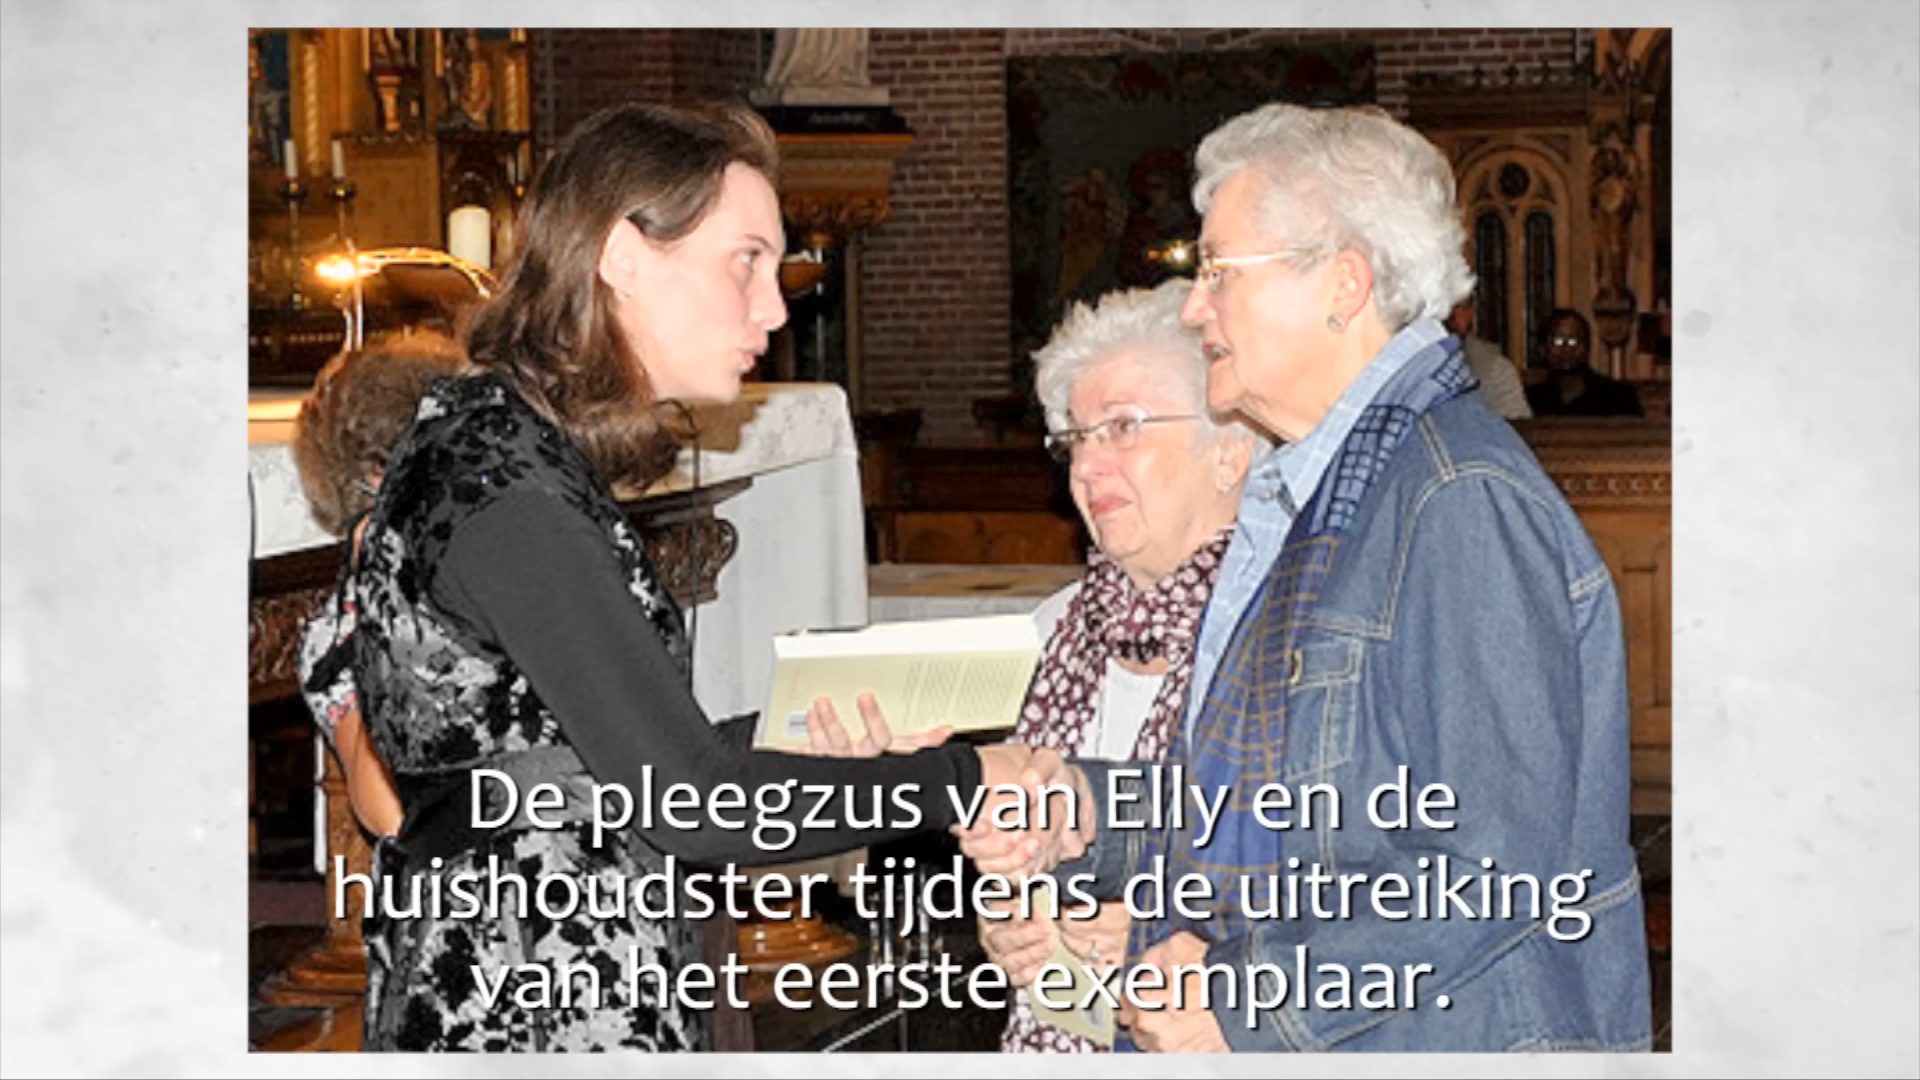 De pleegzus van Elly en de
huishoudster tijdens de uitreiking
van het eerste exemplaar.